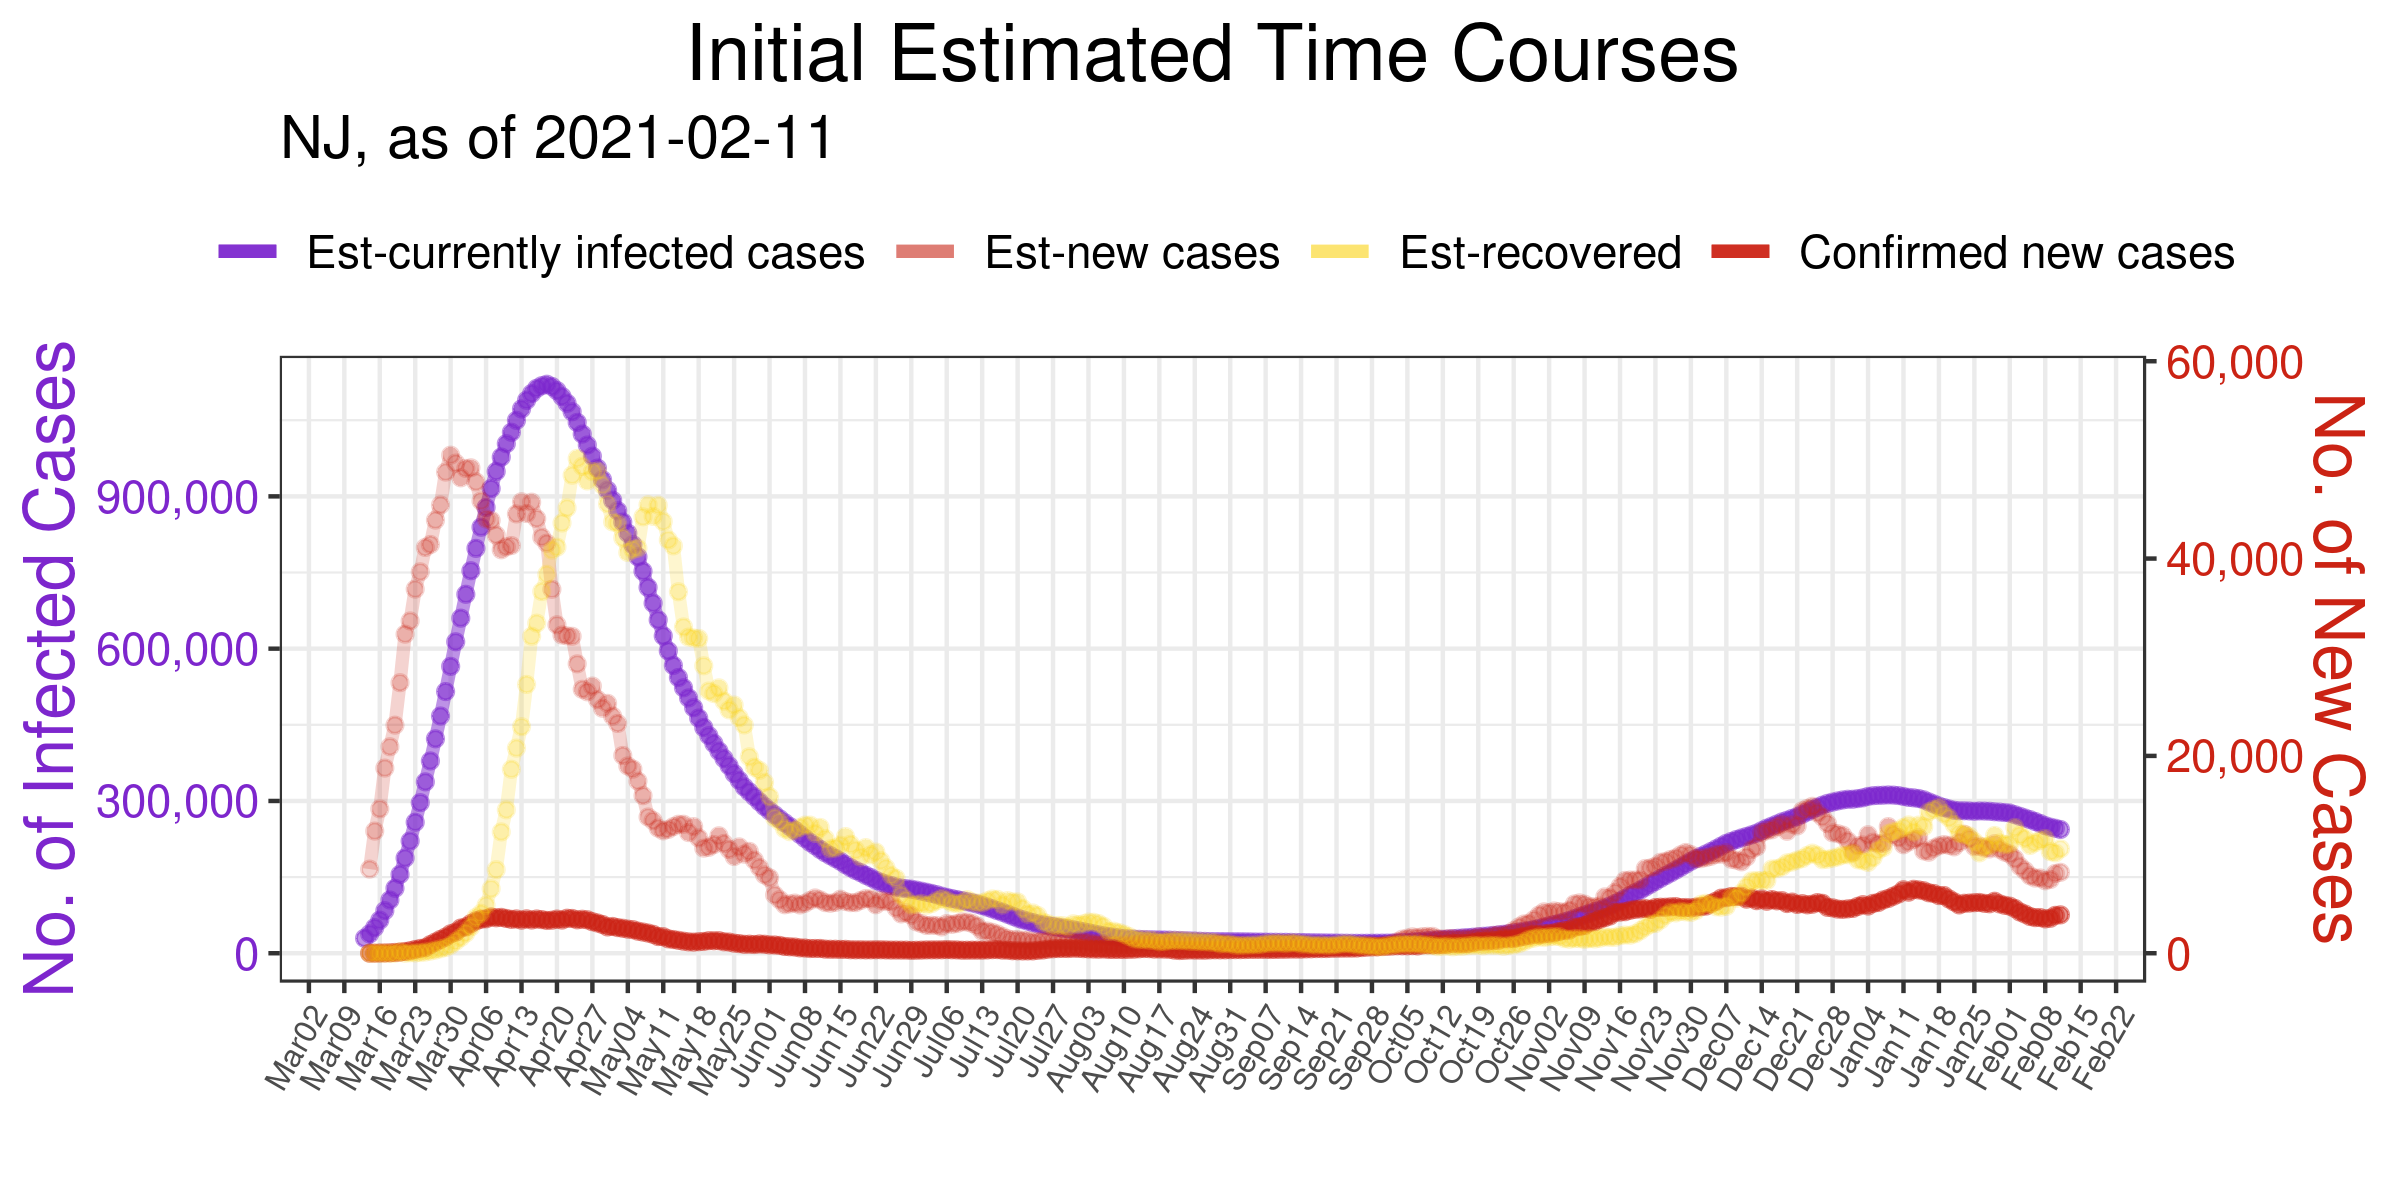 Initial Estimated Time Courses
NJ, as of 2021-02-11
Est-currently infected cases Est-new cases Est-recovered Confirmed new cases
No. of Infected Cases
900,000
600,000
300,000
0
60,000
40,000
20,000
0
No. of New Cases
Mar02 Mar09 Mar16 Mar23 Mar30 Apr06 Apr13 Apr20 Apr27 May04 May11 May18 May25 Jun01 Jun08 Jun15 Jun22 Jun29 Jul06 Jul13 Jul20 Jul27 Aug03 Aug10 Aug17 Aug24 Aug31 Sep07 Sep14 Sep21 Sep28 Oct05 Oct12 Oct19 Oct26 Nov02 Nov09 Nov16 Nov23 Nov30 Dec07 Dec14 Dec21 Dec28 Jan04 Jan11 Jan18 Jan25 Feb01 Feb08 Feb15 Feb22